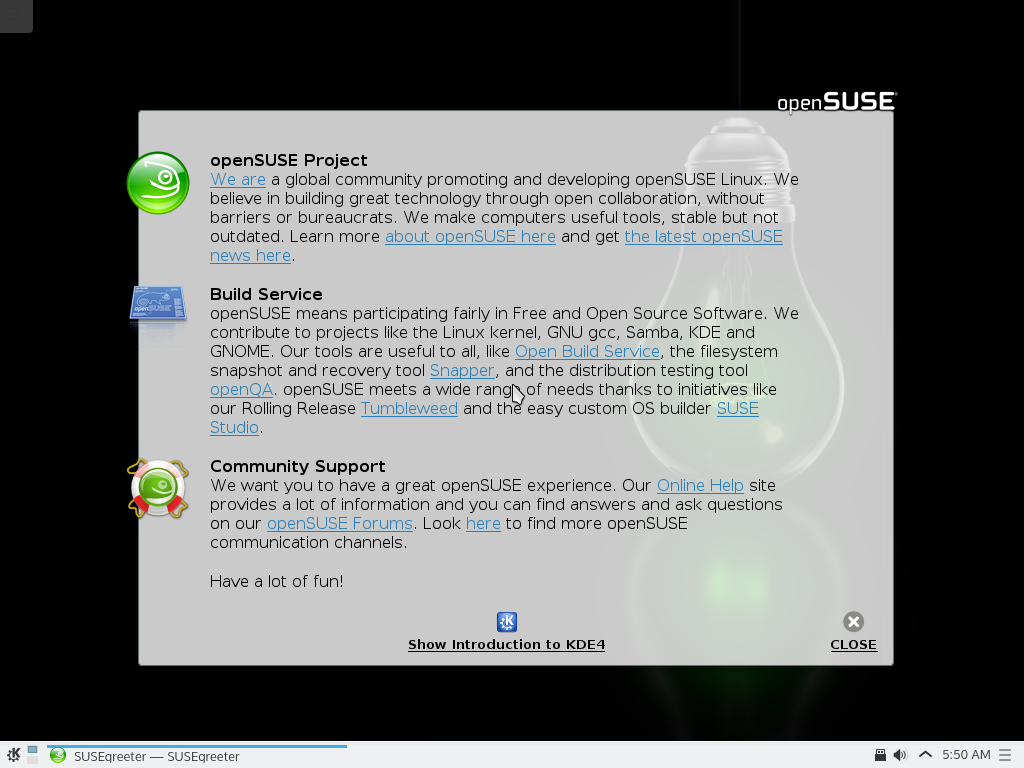 openSUSE
openSUSE Project
We are a global community promoting and developing openSUSE Linux. We
believe in building great technology through open collaboration, without
barriers or bureaucrats. We make computers useful tools, stable but not
outdated. Learn more about openSUSE here and get the latest openSUSE
news here.
Build Service
openSUSE means participating fairly in Free and Open Source Software. We
contribute to projects like the Linux kernel, GNU gcc, Samba, KDE and
GNOME. Our tools are useful to all, like Open Build Service, the filesystem
snapshot and recovery tool Snapper, and the distribution testing tool
openQA. openSUSE meets a wide range of needs thanks to initiatives like
our Rolling Release Tumbleweed and the easy custom OS builder SUSE
Studio.
Community Support
We want you to have a great openSUSE experience. Our Online Help site
provides a lot of information and you can find answers and ask questions
on our openSUSE Forums. Look here to find more openSUSE
communication channels.
Have a lot of fun!
Show Introduction to KDE4
CLOSE
SUSEgreeter — SUSEgreeter
5:50 AM